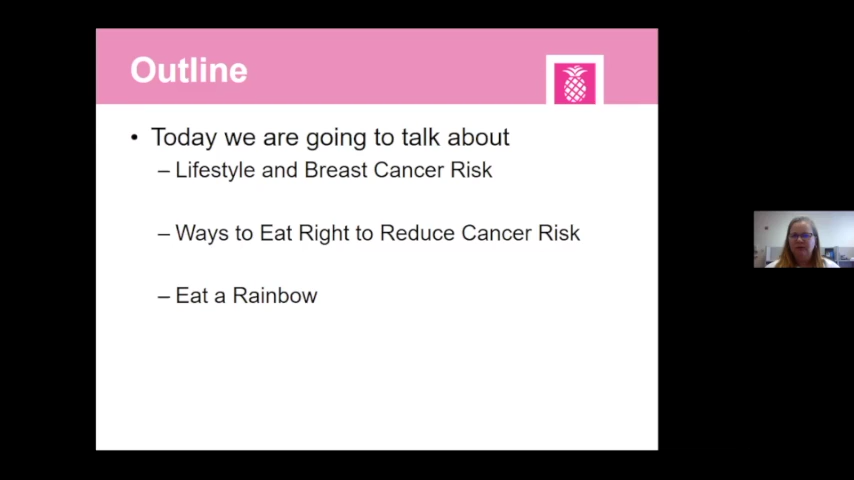 Outline
• Today we are going to talk about
– Lifestyle and Breast Cancer Risk
– Ways to Eat Right to Reduce Cancer Risk
– Eat a Rainbow